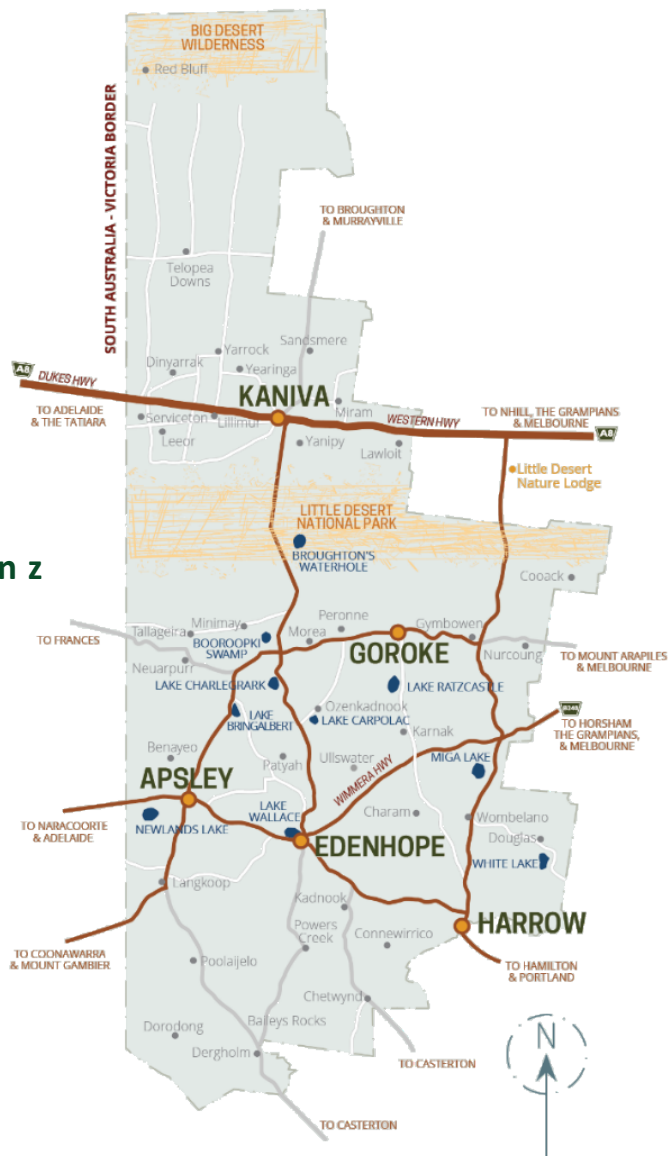 BIG DESERT
WILDERNESS
Red Bluff
SOUTH AUSTRALIA - VICTORIA BORDER
TO BROUGHTON
& MURRAYVILLE
Telopea
Downs
Sandsmere
Yarrock
Dinyarrak
Yearinga
A8
DUKES HWY
KANIVA
TO ADELAIDE
& THE TATIARA
Serviceton
Lillimur
Miram
WESTERN HWY
TO NHILL, THE GRAMPIANS
& MELBOURNE
A8
Leeor
Yanipy
Lawloit
Little Desert
Nature Lodge
LITTLE DESERT
NATIONAL PARK
BROUGHTON'S
WATERHOLE
n z
Cooack
TO FRANCES
Tallageira
Minimay
Peronne
Gymbowen
BOOROOPKI
SWAMP
Morea
GOROKE
Nurcoung
TO MOUNT ARAPILES
& MELBOURNE
Neuarpurr
LAKE CHARLEGRARK
LAKE RATZCASTLE
LAKE
BRINGALBERT
Ozenkadnook
LAKE CARPOLAC
Karnak
TO HORSHAM
THE GRAMPIANS,
& MELBOURNE
Benayeo
Patyah
Ullswater
WIMMERA HWY
MIGA LAKE
APSLEY
LAKE
WALLACE
Charam
Wombelano
TO NARACOORTE
& ADELAIDE
NEWLANDS LAKE
EDENHOPE
Douglas
WHITE LAKE
Langkoop
Kadnook
HARROW
Powers
Creek
Connewirrico
TO COONAWARRA
& MOUNT GAMBIER
Poolaijelo
TO HAMILTON
& PORTLAND
Chetwynd
Baileys Rocks
Dorodong
Dergholm
TO CASTERTON
TO CASTERTON
N